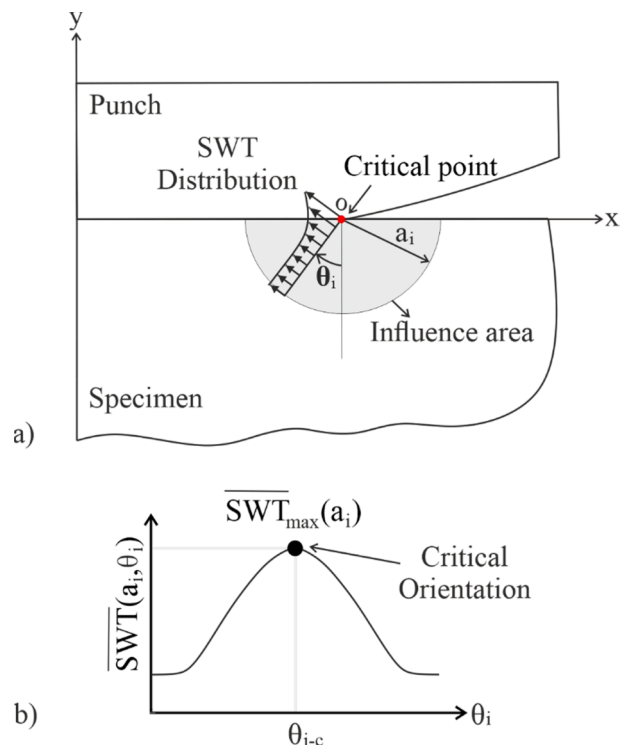 y
Punch
SWT
Distribution
Critical point
o
x
a_i
θ_i
Influence area
Specimen
a)
SWT_max(a_i)
SWT(a_i,θ_i)
Critical
Orientation
b)
θ_i-c
θ_i